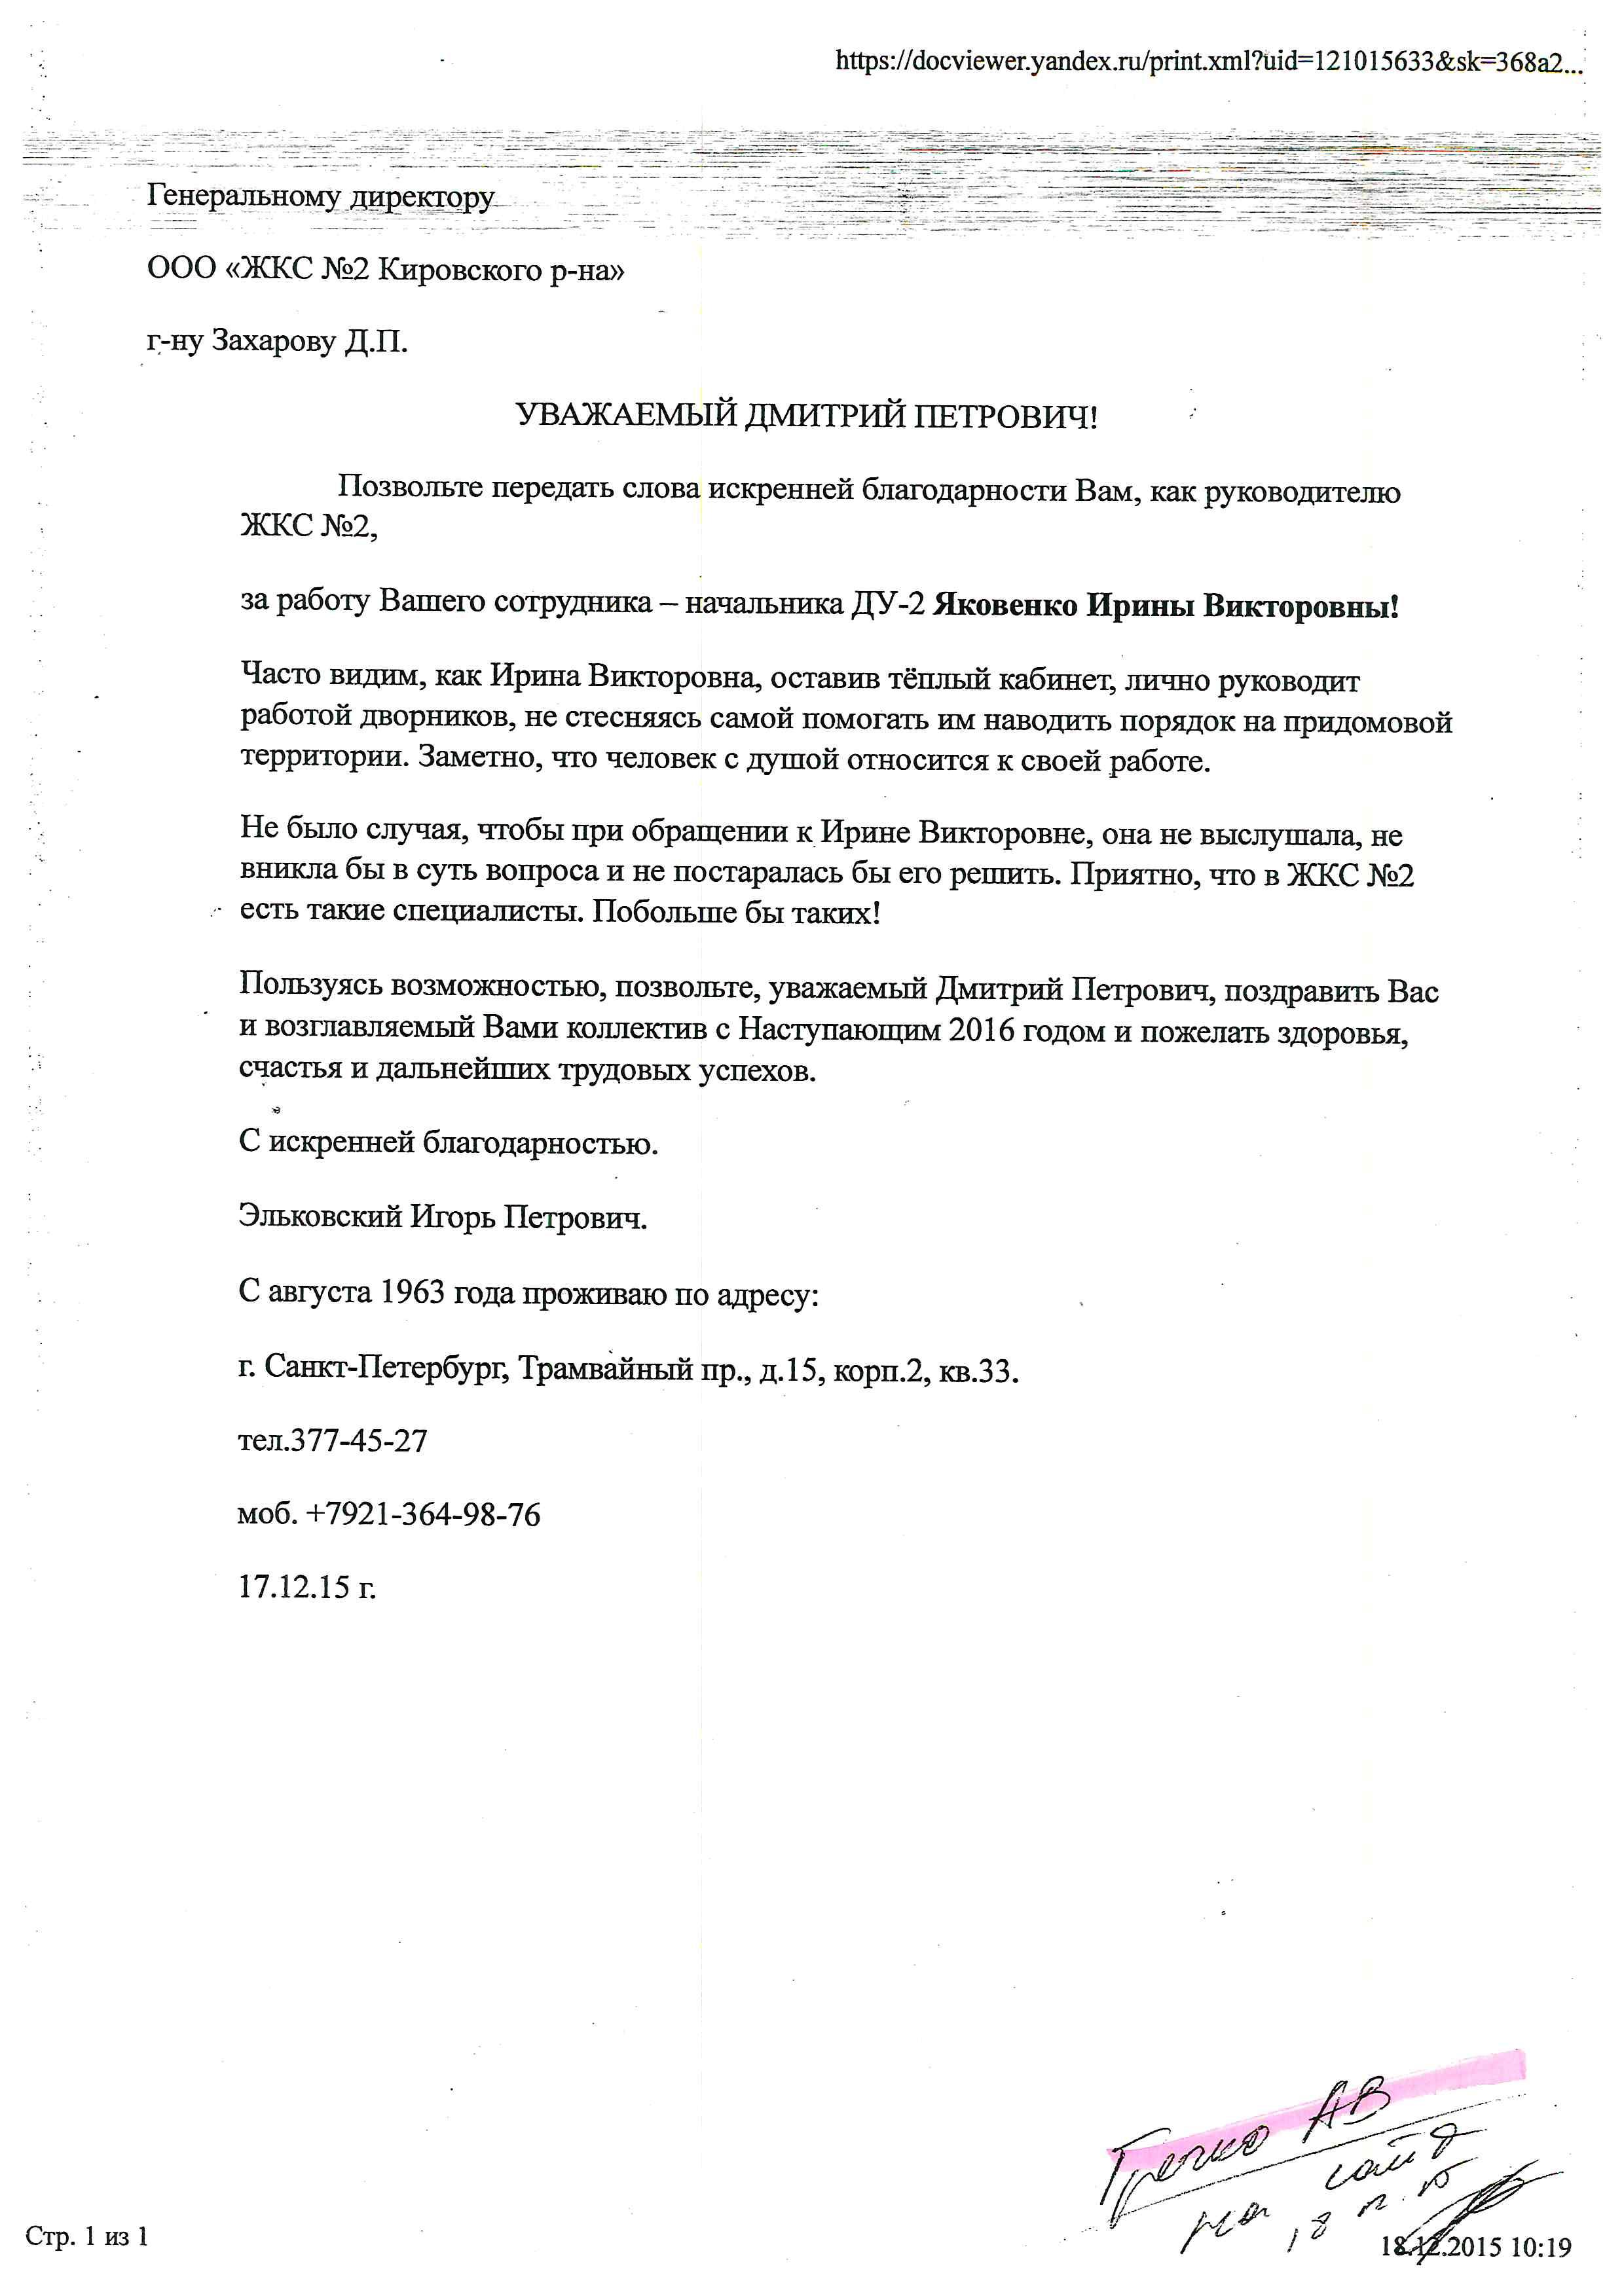 https://docviewer.yandex.ru/print.xml?uid=121015633&sk=368a2...
Генеральному директору
ООО «ЖКС №2 Кировского р-на»
г-ну Захарову Д.П.
УВАЖАЕМЫЙ ДМИТРИЙ ПЕТРОВИЧ!
Позвольте передать слова искренней благодарности Вам, как руководителю
ЖКС №2,
за работу Вашего сотрудника – начальника ДУ-2 Яковенко Ирины Викторовны!
Часто видим, как Ирина Викторовна, оставив тёплый кабинет, лично руководит
работой дворников, не стесняясь самой помогать им наводить порядок на придомовой
территории. Заметно, что человек с душой относится к своей работе.
Не было случая, чтобы при обращении к Ирине Викторовне, она не выслушала, не
вникла бы в суть вопроса и не постаралась бы его решить. Приятно, что в ЖКС №2
есть такие специалисты. Побольше бы таких!
Пользуясь возможностью, позвольте, уважаемый Дмитрий Петрович, поздравить Вас
и возглавляемый Вами коллектив с Наступающим 2016 годом и пожелать здоровья,
счастья и дальнейших трудовых успехов.
С искренней благодарностью.
Эльковский Игорь Петрович.
С августа 1963 года проживаю по адресу:
г. Санкт-Петербург, Трамвайный пр., д.15, корп.2, кв.33.
тел.377-45-27
моб. +7921-364-98-76
17.12.15 г.
АВ
на сайт
Стр. 1 из 1
18.12.2015 10:19